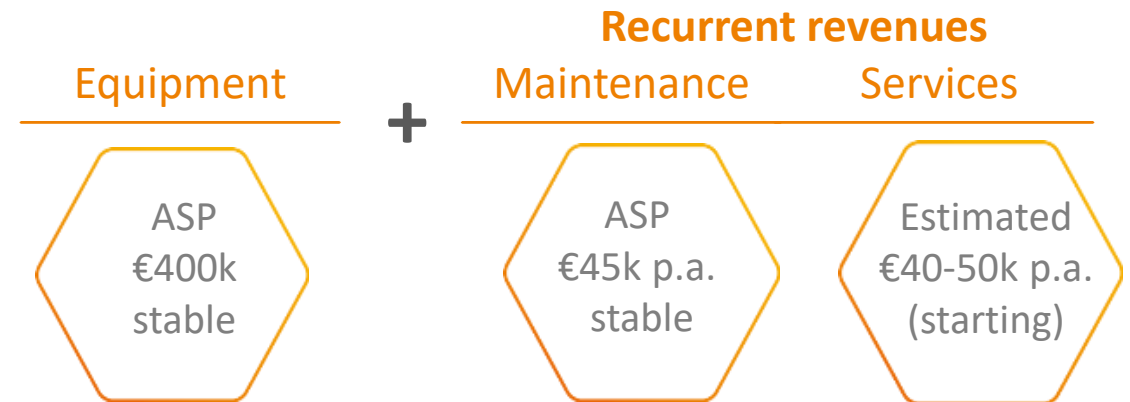 Recurrent revenues
Equipment
+
Maintenance
Services
ASP
€400k
stable
ASP
€45k p.a.
stable
Estimated
€40-50k p.a.
(starting)